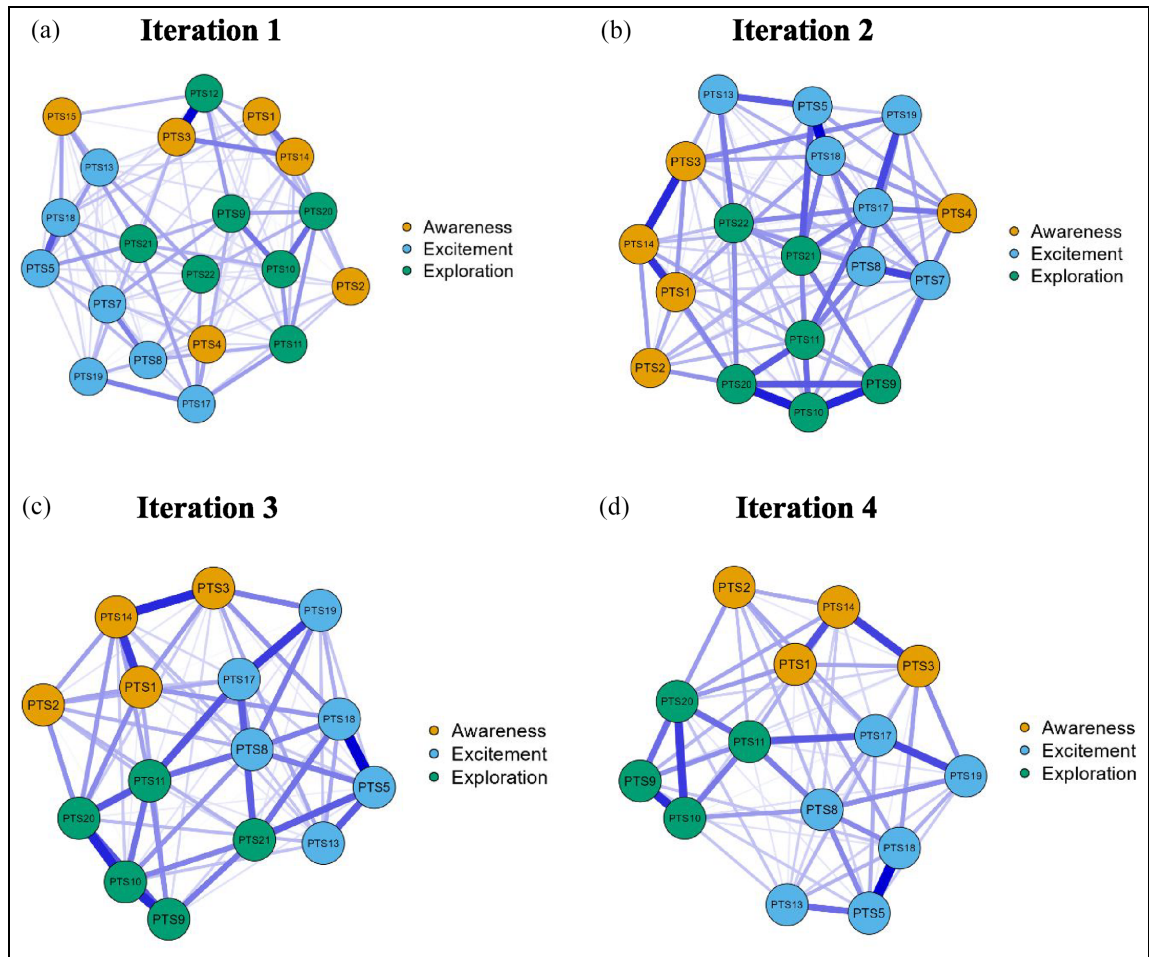 (a) Iteration 1
(b) Iteration 2
PTS12
PTS15
PTS1
PTS3
PTS14
PTS13
PTS18
PTS9
PTS20
PTS21
PTS5
PTS22
PTS10
PTS2
PTS7
PTS4
PTS11
PTS8
PTS19
PTS17
Awareness
Excitement
Exploration
PTS13
PTS5
PTS19
PTS18
PTS3
PTS17
PTS4
PTS22
PTS14
PTS21
PTS8
PTS7
PTS1
PTS11
PTS2
PTS20
PTS9
PTS10
Awareness
Excitement
Exploration
(c) Iteration 3
(d) Iteration 4
PTS3
PTS14
PTS19
PTS17
PTS1
PTS2
PTS18
PTS8
PTS11
PTS5
PTS20
PTS21
PTS13
PTS10
PTS9
Awareness
Excitement
Exploration
PTS2
PTS14
PTS1
PTS3
PTS20
PTS11
PTS17
PTS9
PTS19
PTS10
PTS8
PTS18
PTS13
PTS5
Awareness
Excitement
Exploration